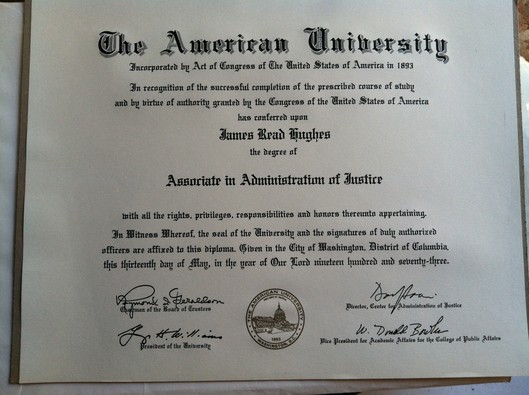 The American University
Incorporated by Act of Congress of The United States of America in 1893
In recognition of the successful completion of the prescribed course of study
and by virtue of authority granted by the Congress of the United States of America
has conferred upon
James Read Hughes
the degree of
Associate in Administration of Justice
with all the rights, privileges, responsibilities and honors thereunto appertaining.
In Witness Whereof, the seal of the University and the signatures of duly authorized
officers are affixed to this diploma. Given in the City of Washington, District of Columbia,
this thirteenth day of May, in the year of Our Lord nineteen hundred and seventy-three.
Chairman of the Board of Trustees
Director, Center for Administration of Justice
THE AMERICAN UNIVERSITY
1893
WASHINGTON, D.C.
President of the University
Vice President for Academic Affairs for the College of Public Affairs